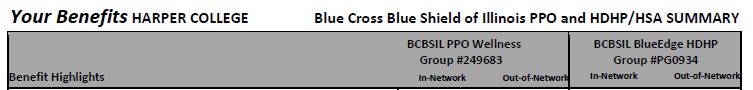 Your Benefits HARPER COLLEGE Blue Cross Blue Shield of Illinois PPO and HDHP/HSA SUMMARY
BCBSIL PPO Wellness BCBSIL BlueEdge HDHP
Group #249683 Group #PG0934
Benefit Highlights In-Network Out-of-Network In-Network Out-of-Network